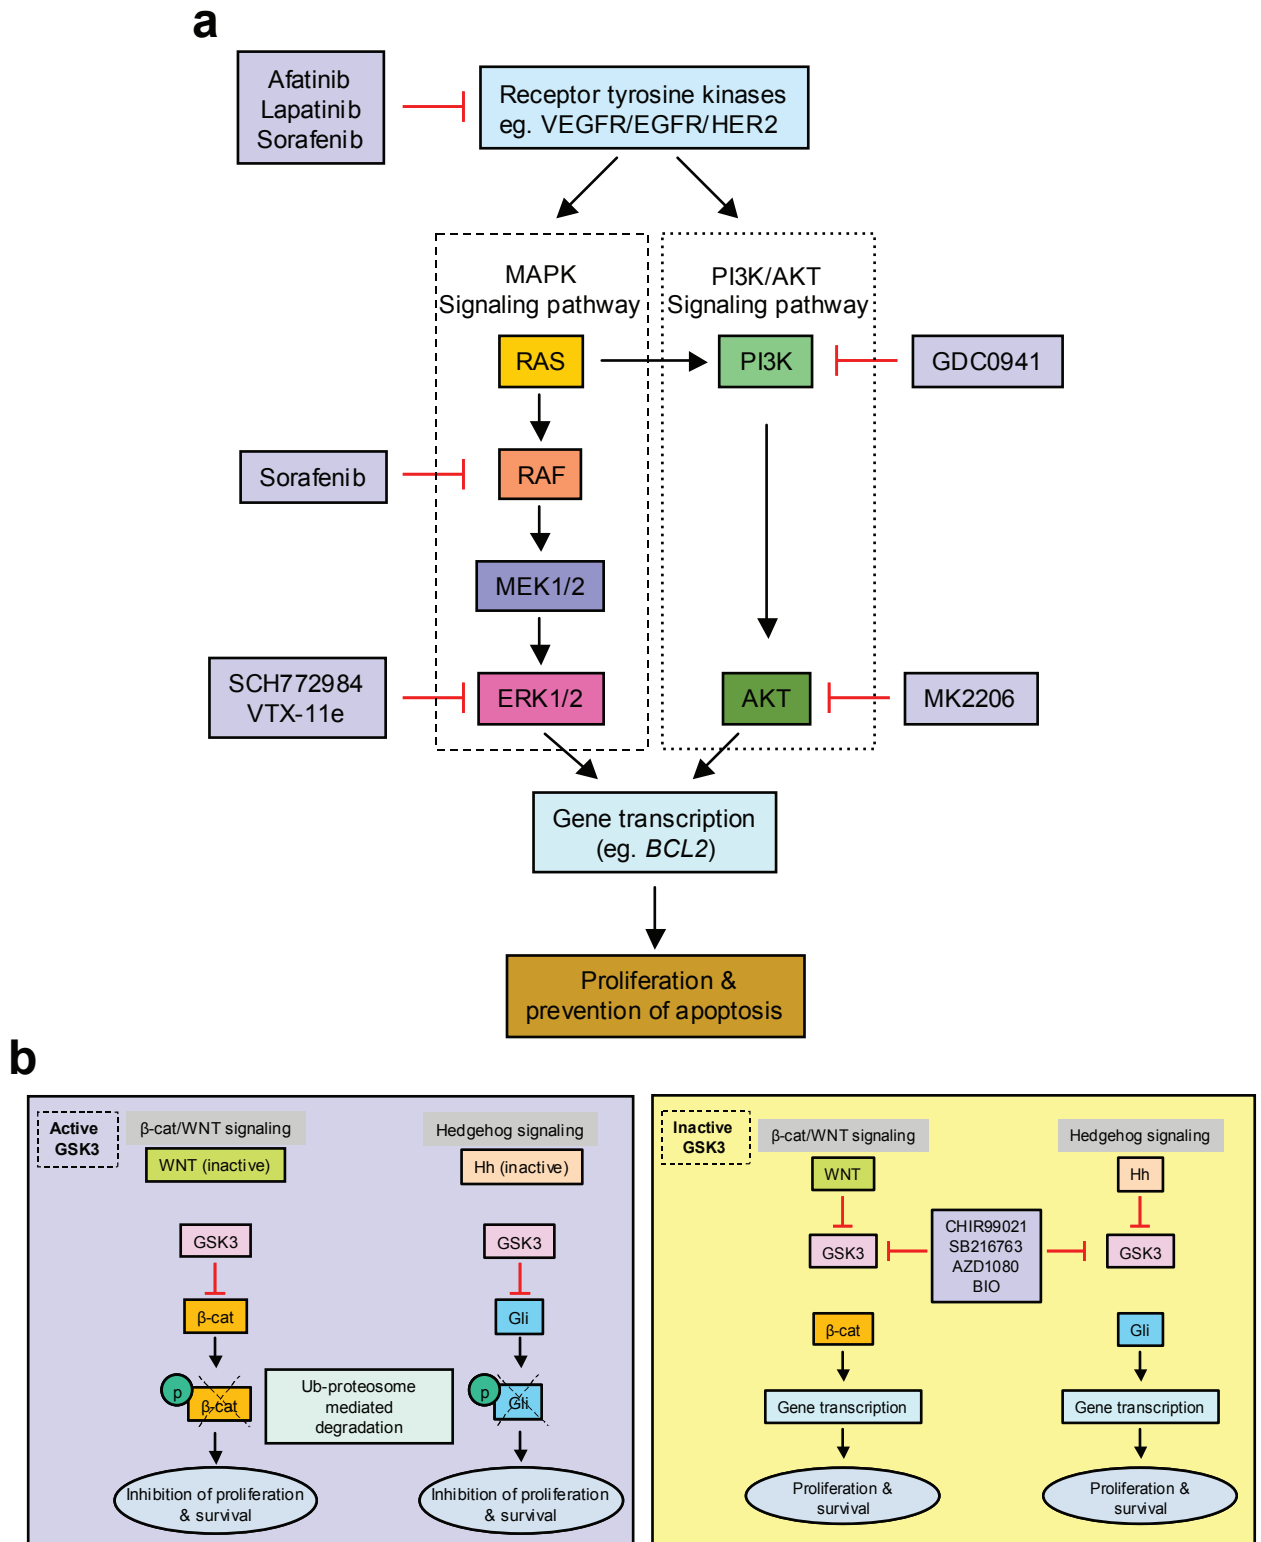 a
Afatinib
Lapatinib
Sorafenib
Receptor tyrosine kinases
eg. VEGFR/EGFR/HER2
MAPK
Signaling pathway
PI3K/AKT
Signaling pathway
RAS
PI3K
GDC0941
Sorafenib
RAF
MEK1/2
SCH772984
VTX-11e
ERK1/2
AKT
MK2206
Gene transcription
(eg. BCL2)
Proliferation &
prevention of apoptosis
b
Active
GSK3
β-cat/WNT signaling
WNT (inactive)
GSK3
β-cat
p
β-cat
Inhibition of proliferation
& survival
Ub-proteosome
mediated
degradation
Hedgehog signaling
Hh (inactive)
GSK3
Gli
p
Gli
Inhibition of proliferation
& survival
Inactive
GSK3
β-cat/WNT signaling
WNT
GSK3
β-cat
Gene transcription
Proliferation &
survival
CHIR99021
SB216763
AZD1080
BIO
Hedgehog signaling
Hh
GSK3
Gli
Gene transcription
Proliferation &
survival